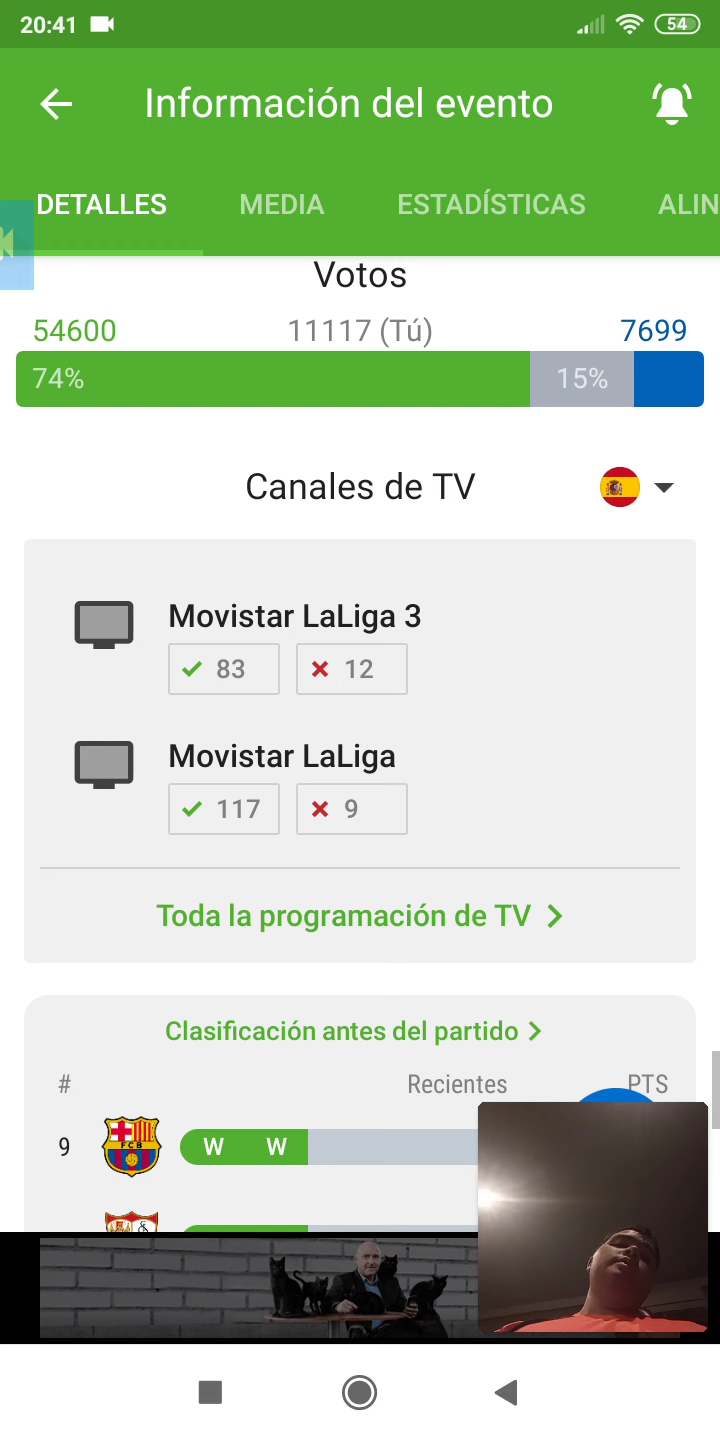 20:41 54
Información del evento
DETALLES MEDIA ESTADÍSTICAS ALIN
Votos
54600 11117 (Tú) 7699
74% 15%
Canales de TV
Movistar LaLiga 3
83 12
Movistar LaLiga
117 9
Toda la programación de TV
Clasificación antes del partido
# Recientes PTS
9 FCB W W